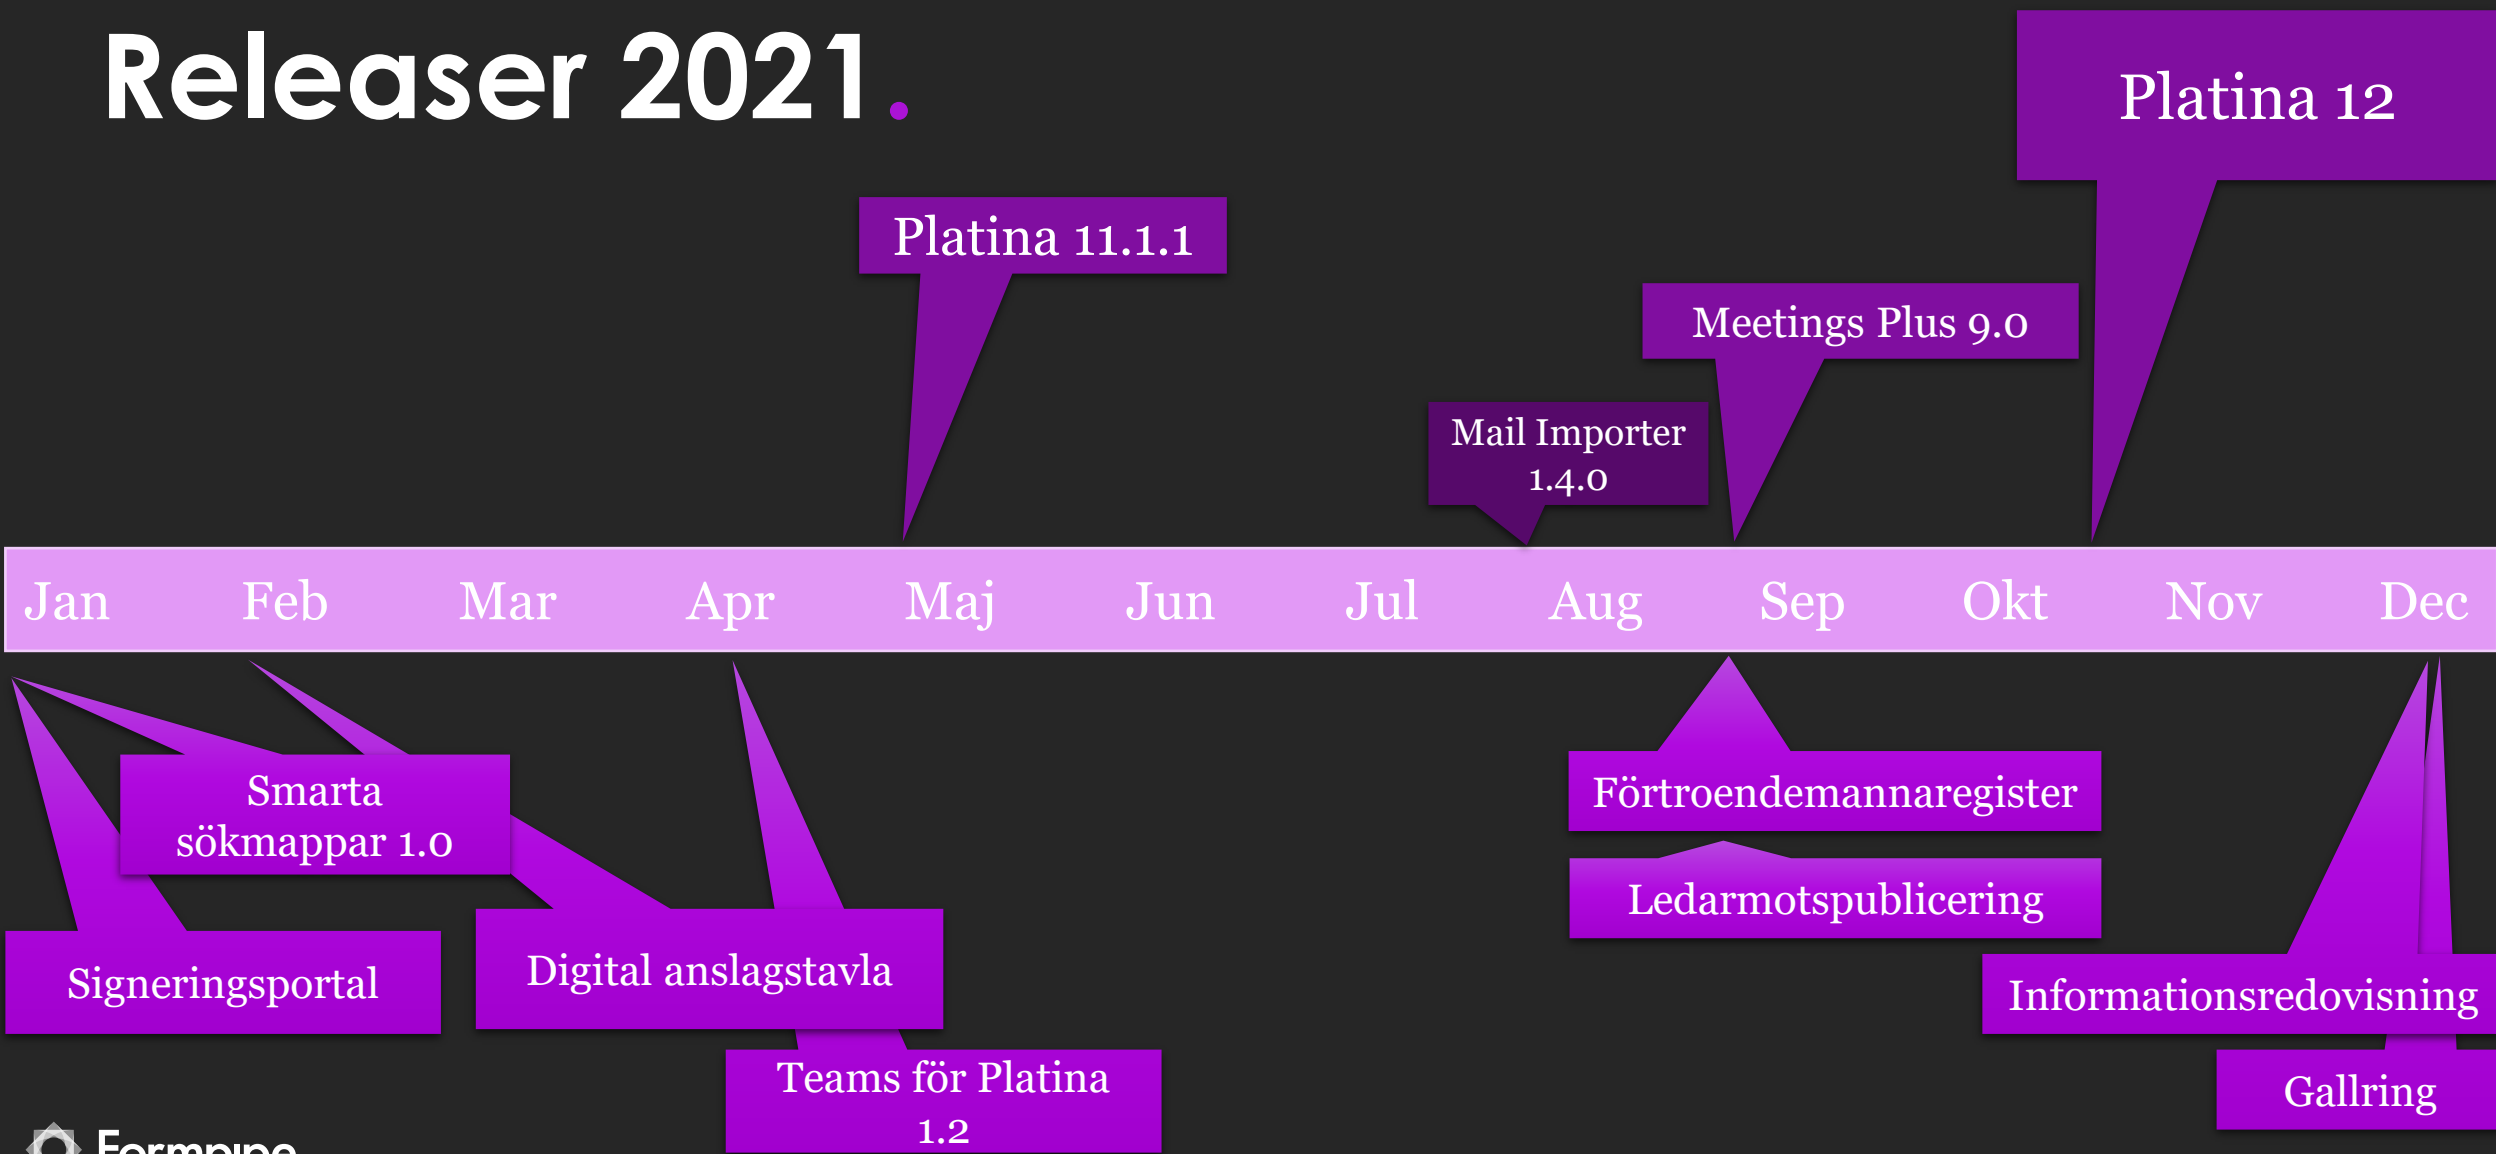 Releaser 2021.
Platina 12
Platina 11.1.1
Meetings Plus 9.0
Mail Importer
1.4.0
Jan Feb Mar Apr Maj Jun Jul Aug Sep Okt Nov Dec
Smarta
sökmappar 1.0
Förtroendemannaregister
Ledarmotspublicering
Signeringsportal
Digital anslagstavla
Informationsredovisning
Teams för Platina
1.2
Gallring
Formpipe